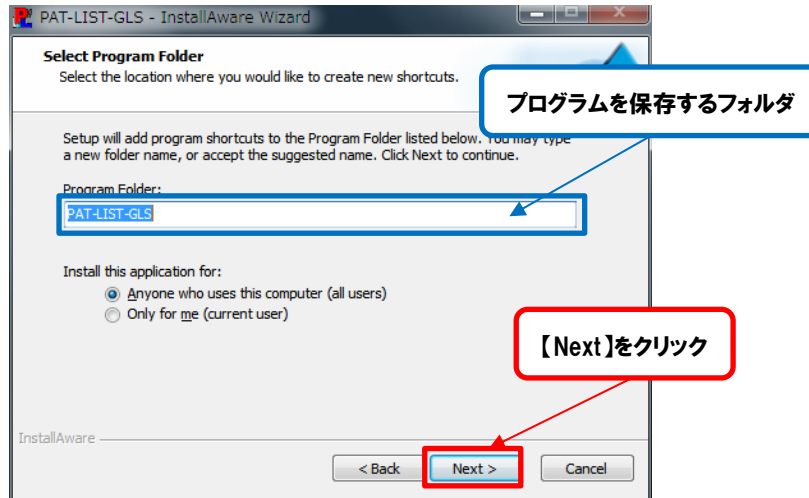 PAT-LIST-GLS - InstallAware Wizard
Select Program Folder
Select the location where you would like to create new shortcuts.
プログラムを保存するフォルダ
Setup will add program shortcuts to the Program Folder listed below. You may type
a new folder name, or accept the suggested name. Click Next to continue.
Program Folder:
PAT-LIST-GLS
Install this application for:
Anyone who uses this computer (all users)
Only for me (current user)
【Next】をクリック
InstallAware
< Back Next > Cancel